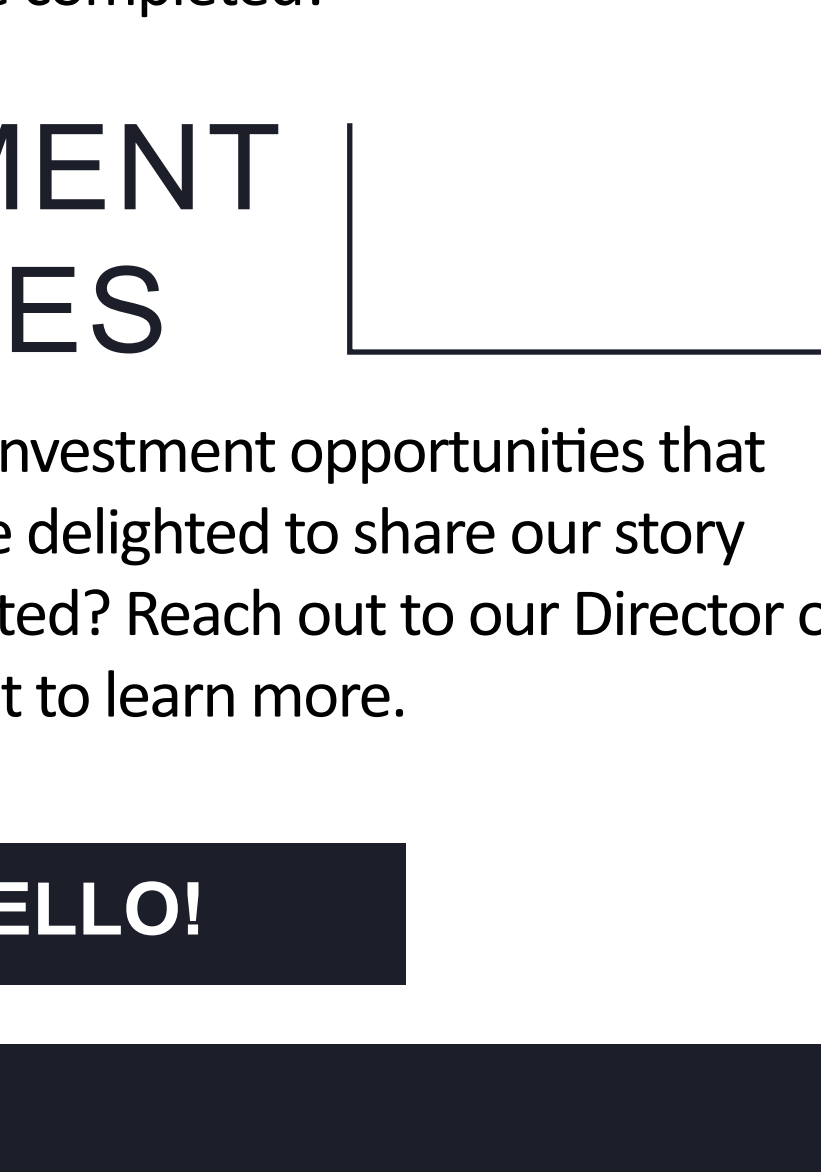 completed.
MENT
ES
nvestment opportunities that
e delighted to share our story
ted? Reach out to our Director o
t to learn more.
ELLO!